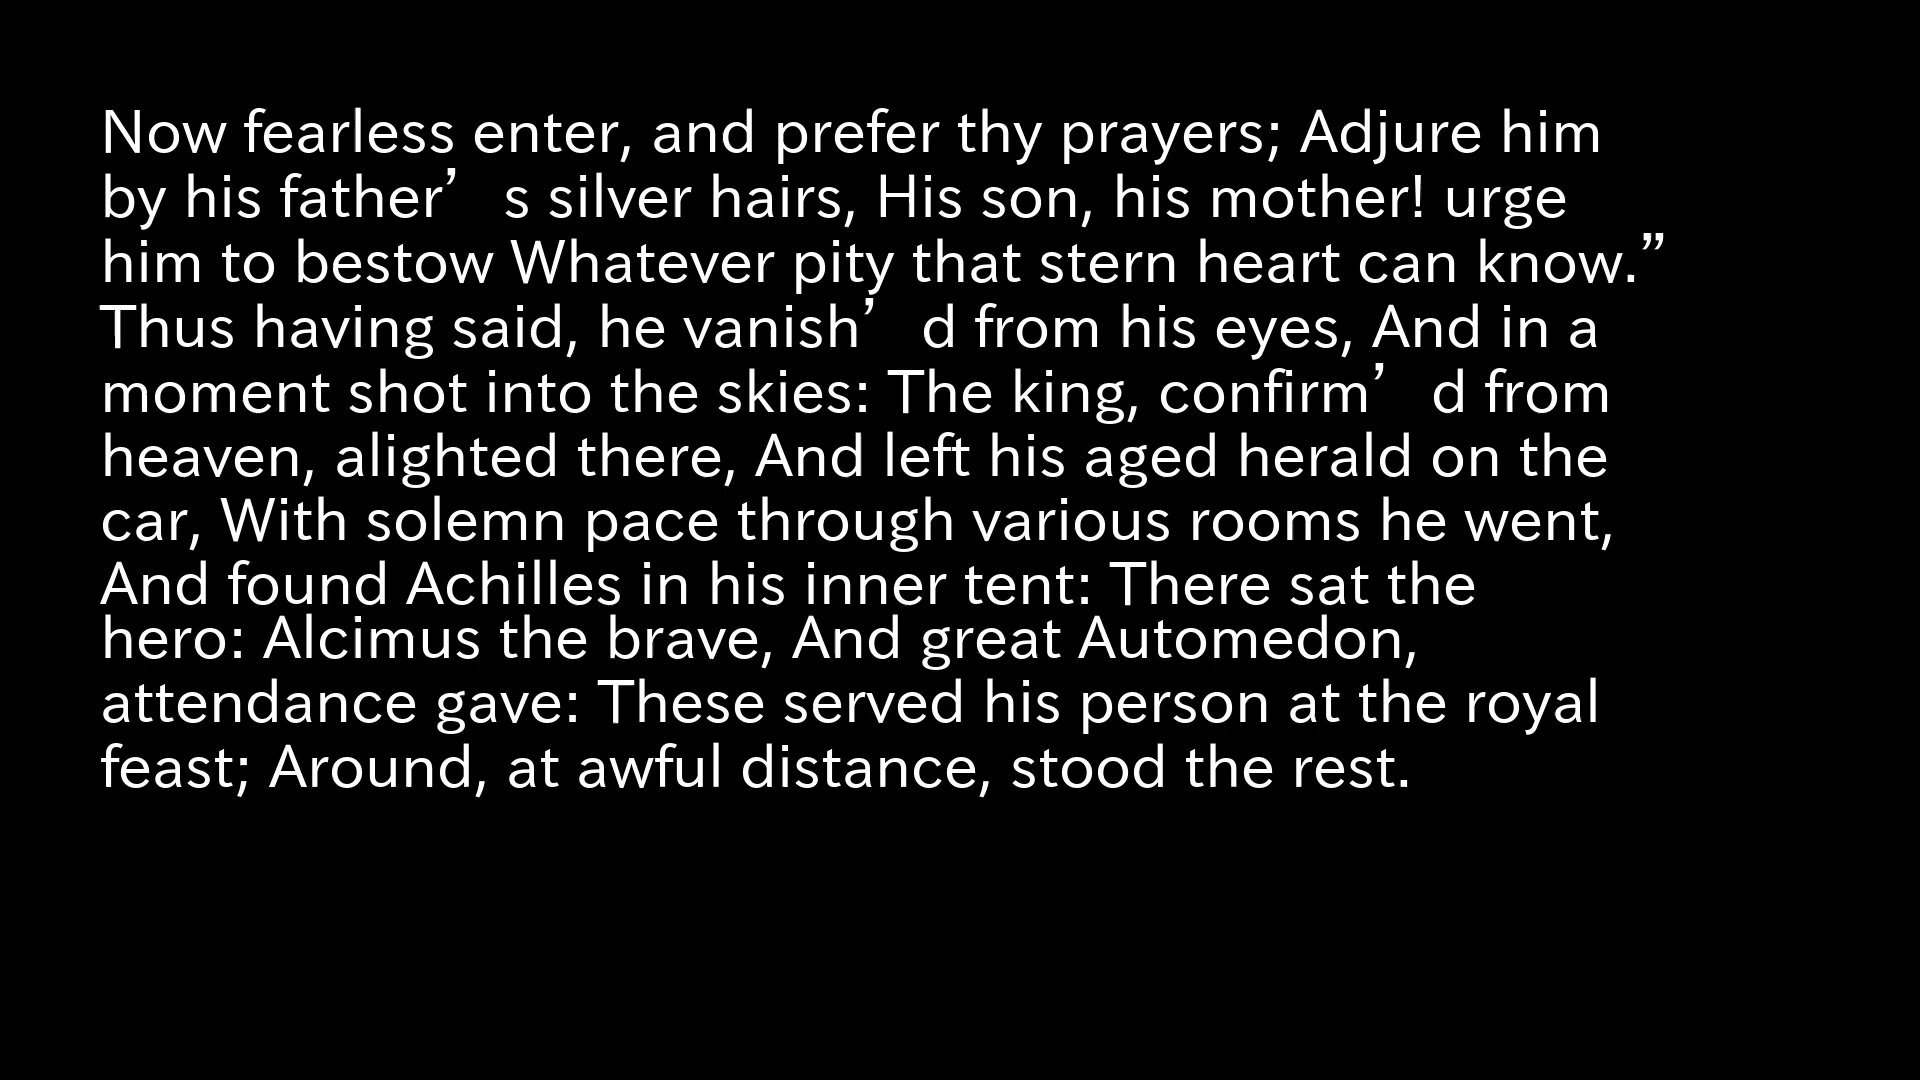 Now fearless enter, and prefer thy prayers; Adjure him
by his father’s silver hairs, His son, his mother! urge
him to bestow Whatever pity that stern heart can know.”
Thus having said, he vanish’d from his eyes, And in a
moment shot into the skies: The king, confirm’d from
heaven, alighted there, And left his aged herald on the
car, With solemn pace through various rooms he went,
And found Achilles in his inner tent: There sat the
hero: Alcimus the brave, And great Automedon,
attendance gave: These served his person at the royal
feast; Around, at awful distance, stood the rest.